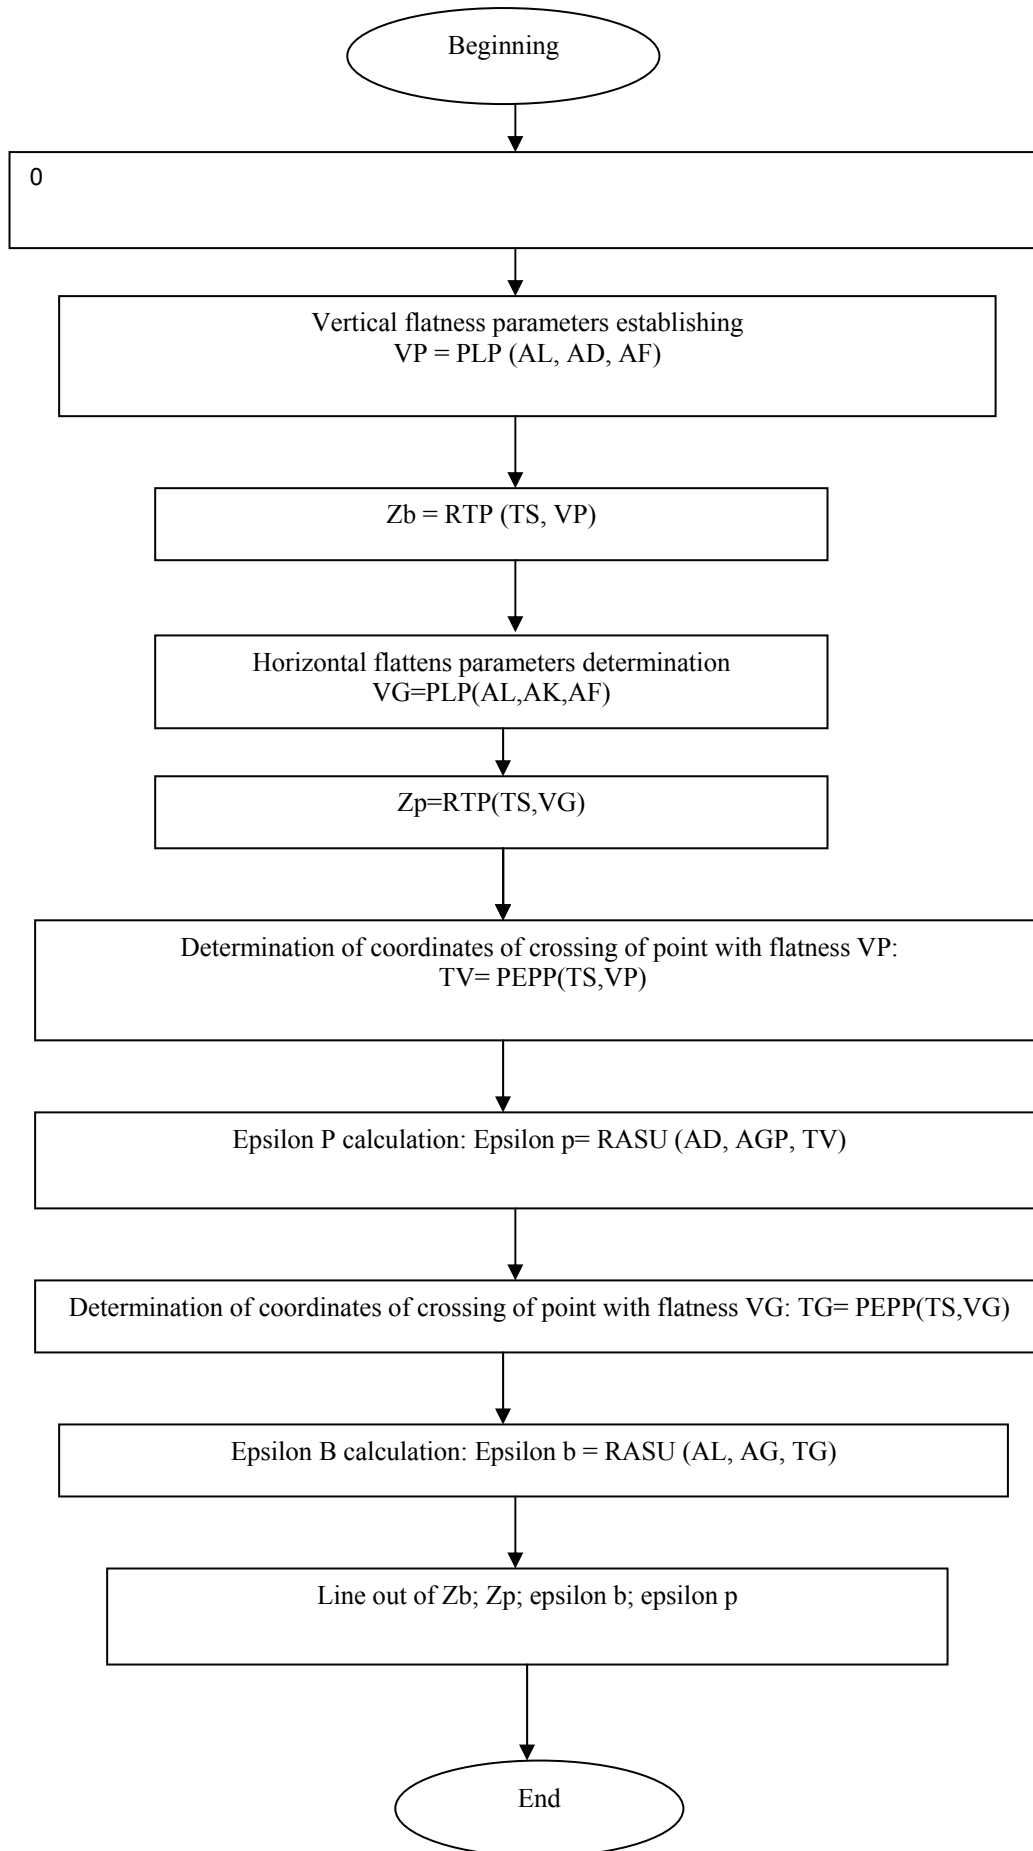 Beginning
0
Vertical flatness parameters establishing
VP = PLP (AL, AD, AF)
Zb = RTP (TS, VP)
Horizontal flattens parameters determination
VG=PLP(AL,AK,AF)
Zp=RTP(TS,VG)
Determination of coordinates of crossing of point with flatness VP:
TV= PEPP(TS,VP)
Epsilon P calculation: Epsilon p= RASU (AD, AGP, TV)
Determination of coordinates of crossing of point with flatness VG: TG= PEPP(TS,VG)
Epsilon B calculation: Epsilon b = RASU (AL, AG, TG)
Line out of Zb; Zp; epsilon b; epsilon p
End